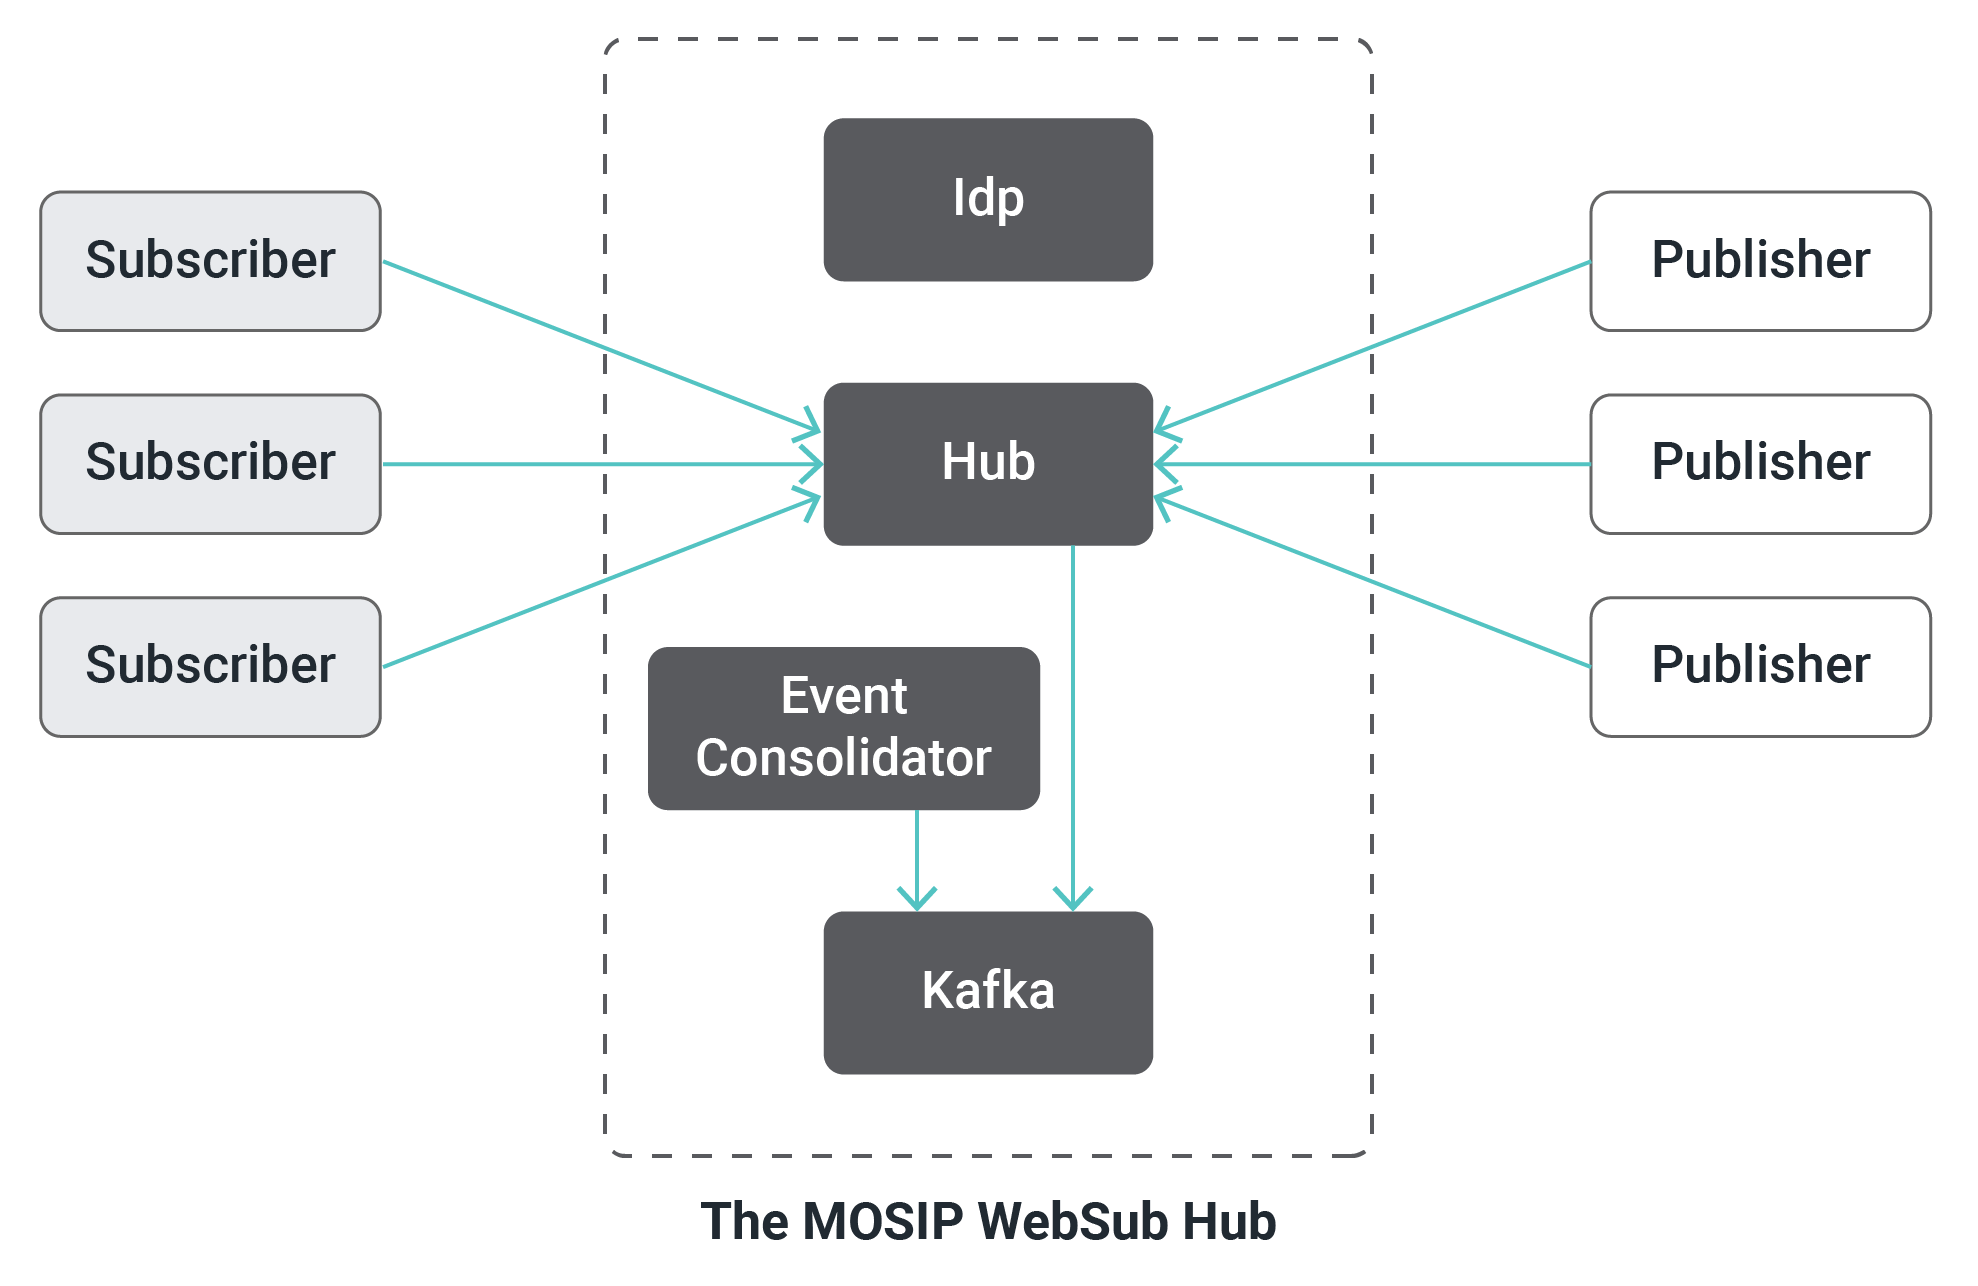 Idp
Subscriber
Publisher
Subscriber
Hub
Publisher
Subscriber
Event
Consolidator
Publisher
Kafka
The MOSIP WebSub Hub